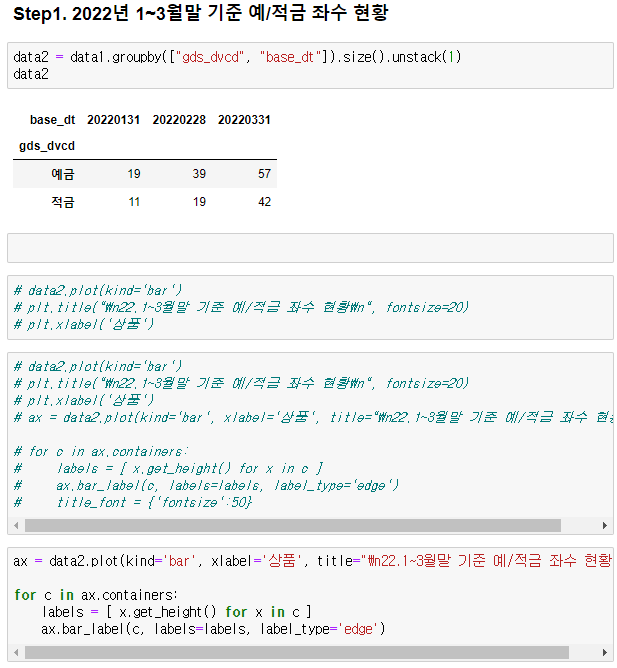 Step1. 2022년 1~3월말 기준 예/적금 좌수 현황
data2 = data1.groupby(["gds_dvcd", "base_dt"]).size().unstack(1)
data2
base_dt 20220131 20220228 20220331
gds_dvcd
예금 19 39 57
적금 11 19 42
# data2.plot(kind='bar')
# plt.title("₩n22.1~3월말 기준 예/적금 좌수 현황₩n", fontsize=20)
# plt.xlabel('상품')
# data2.plot(kind='bar')
# plt.title("₩n22.1~3월말 기준 예/적금 좌수 현황₩n", fontsize=20)
# plt.xlabel('상품')
# ax = data2.plot(kind='bar', xlabel='상품', title="₩n22.1~3월말 기준 예/적금 좌수 현
# for c in ax.containers:
#     labels = [ x.get_height() for x in c ]
#     ax.bar_label(c, labels=labels, label_type='edge')
#     title_font = {'fontsize':50}
ax = data2.plot(kind='bar', xlabel='상품', title="₩n22.1~3월말 기준 예/적금 좌수 현황
for c in ax.containers:
    labels = [ x.get_height() for x in c ]
    ax.bar_label(c, labels=labels, label_type='edge')